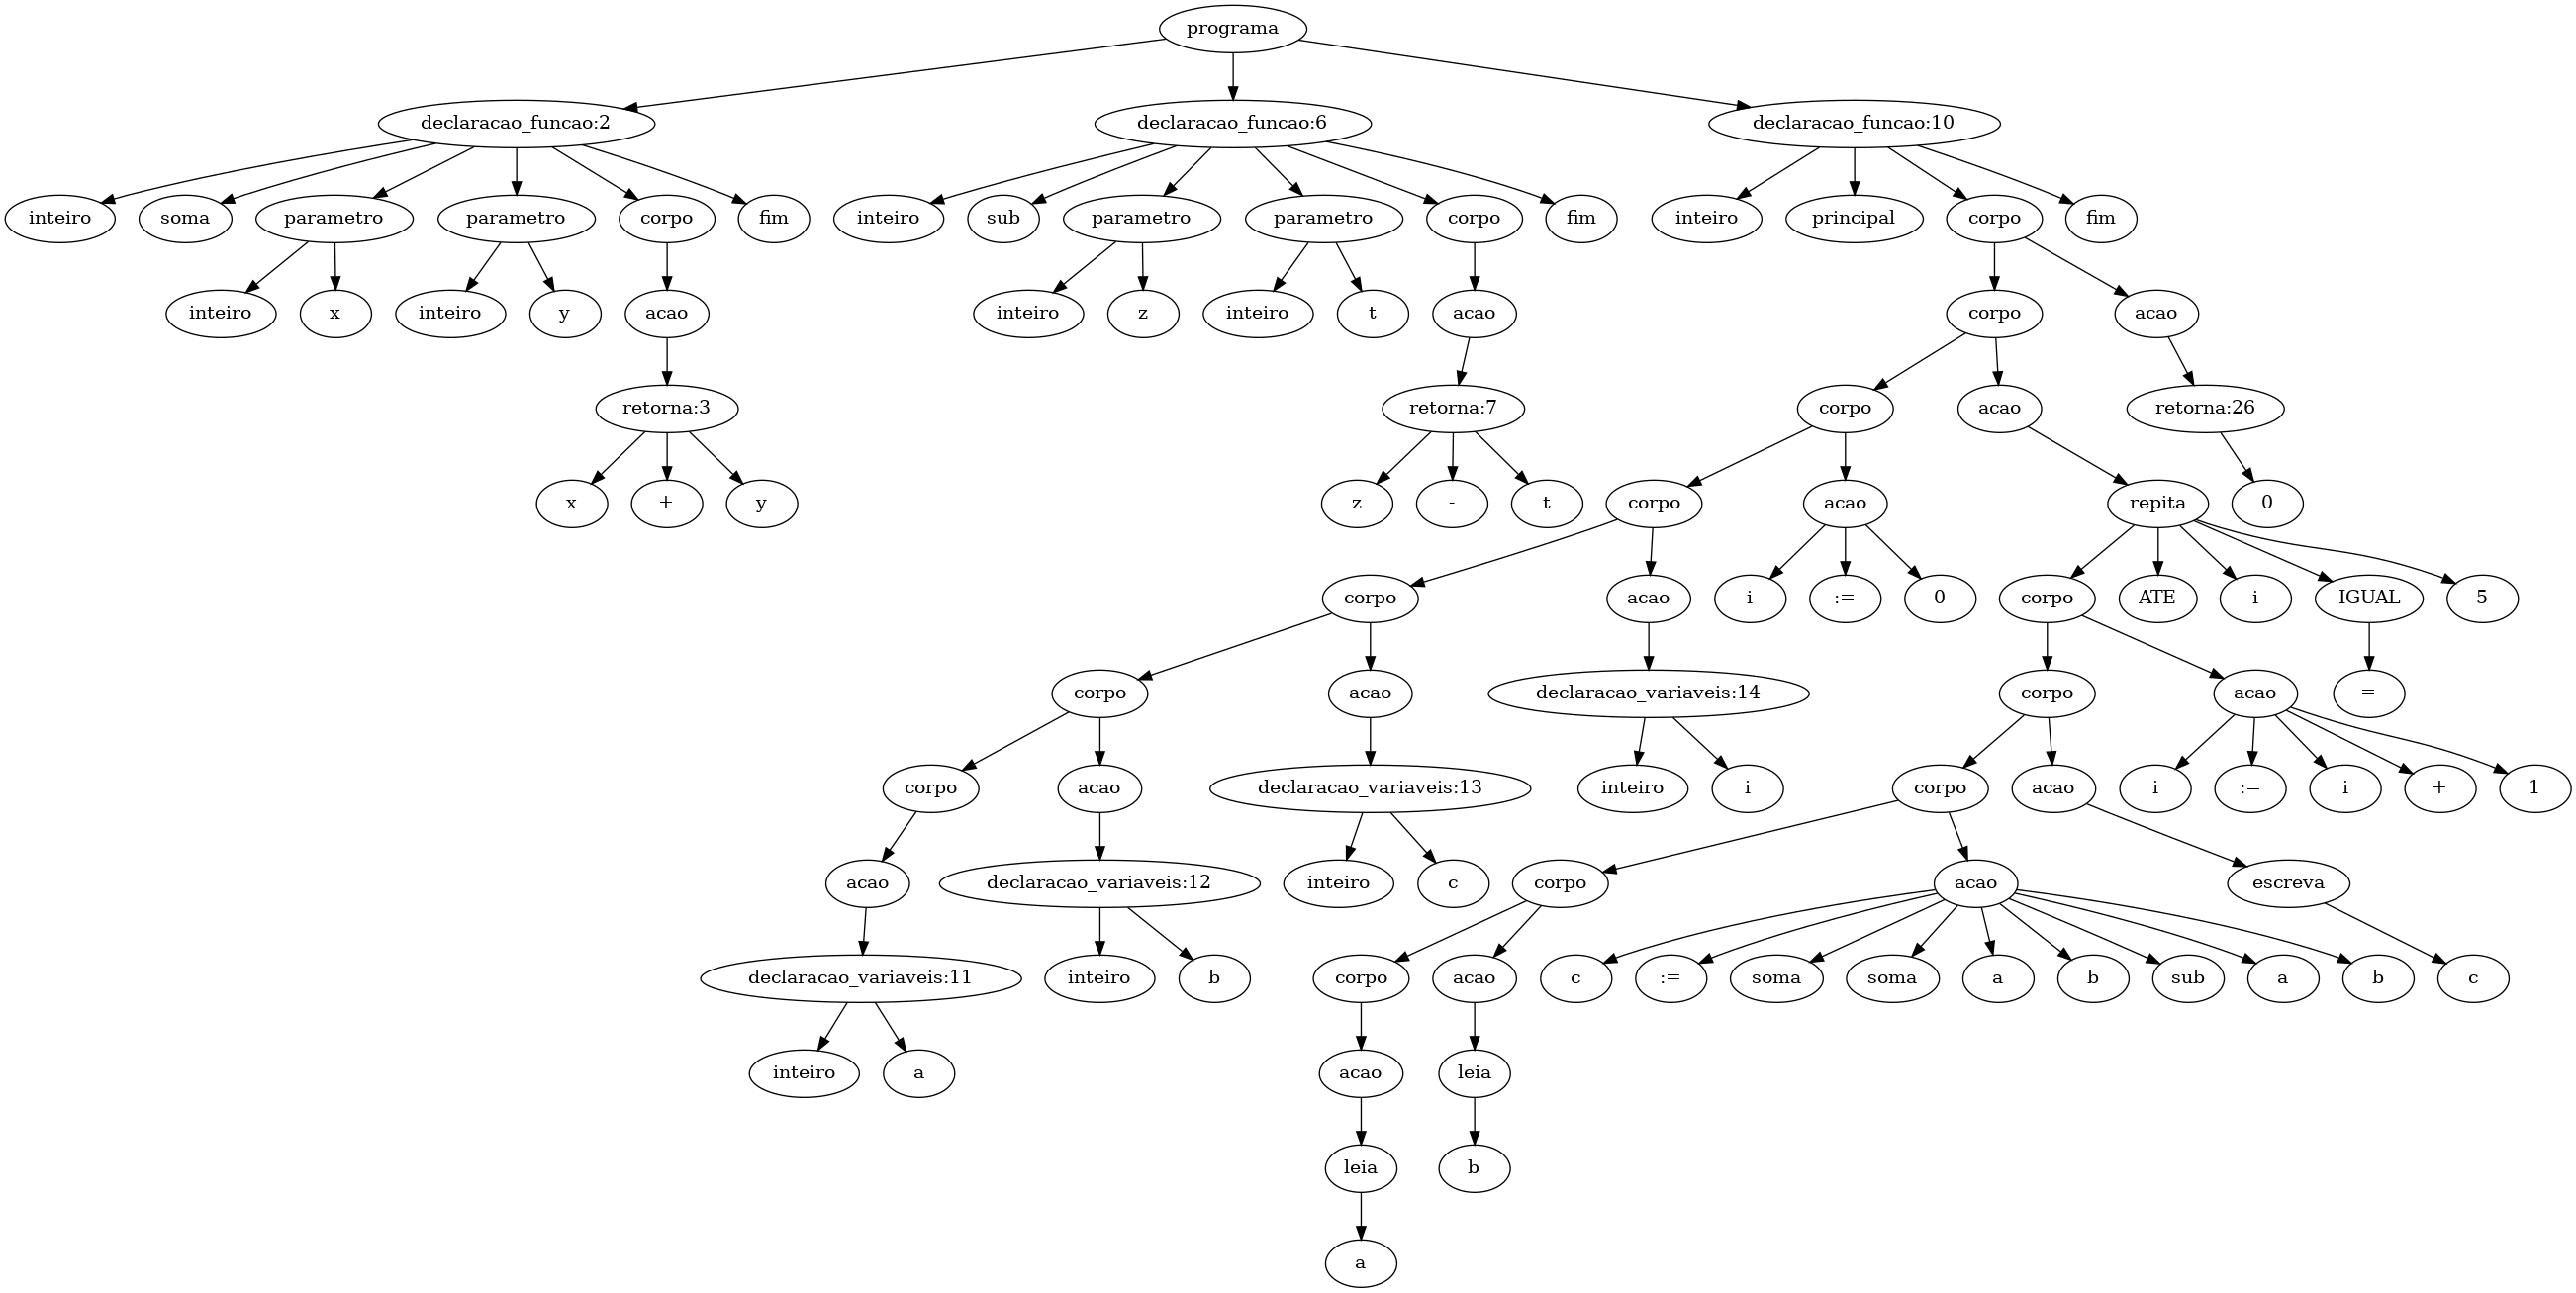 programa
declaracao_funcao:2 declaracao_funcao:6 declaracao_funcao:10
inteiro soma parametro parametro corpo fim inteiro sub parametro parametro corpo fim inteiro principal corpo fim
inteiro x inteiro y acao inteiro z inteiro t acao corpo acao
retorna:3 retorna:7 corpo acao retorna:26
x + y z - t corpo acao repita 0
corpo acao i := 0 corpo ATE i IGUAL 5
corpo acao declaracao_variaveis:14 corpo acao =
corpo acao declaracao_variaveis:13 inteiro i corpo acao i := i + 1
acao declaracao_variaveis:12 inteiro c corpo acao escreva
declaracao_variaveis:11 inteiro b corpo acao c := soma soma a b sub a b c
inteiro a acao leia
leia b
a